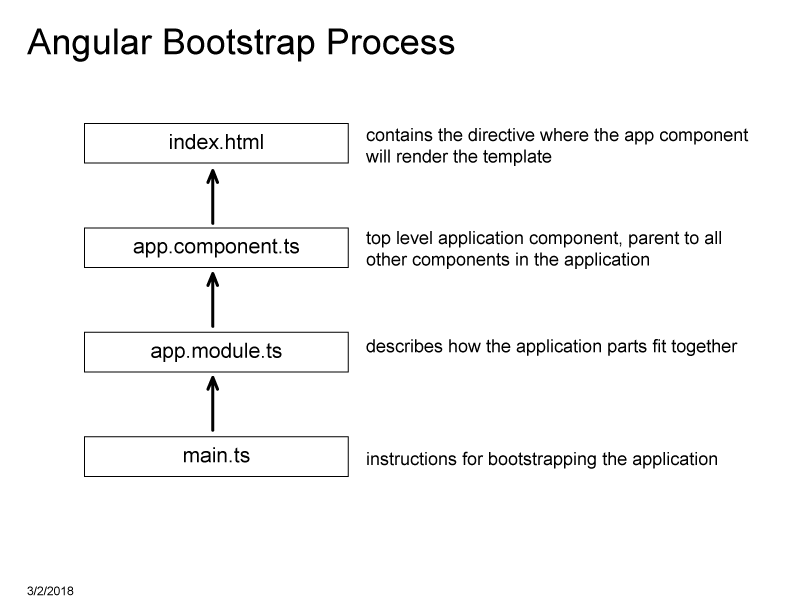 Angular Bootstrap Process
index.html
contains the directive where the app component
will render the template
app.component.ts
top level application component, parent to all
other components in the application
app.module.ts
describes how the application parts fit together
main.ts
instructions for bootstrapping the application
3/2/2018